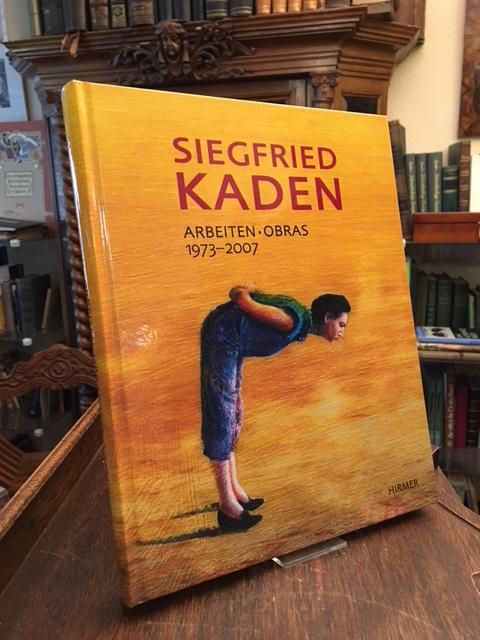 SIEGFRIED
KADEN
ARBEITEN · OBRAS
1973–2007
HIRMER